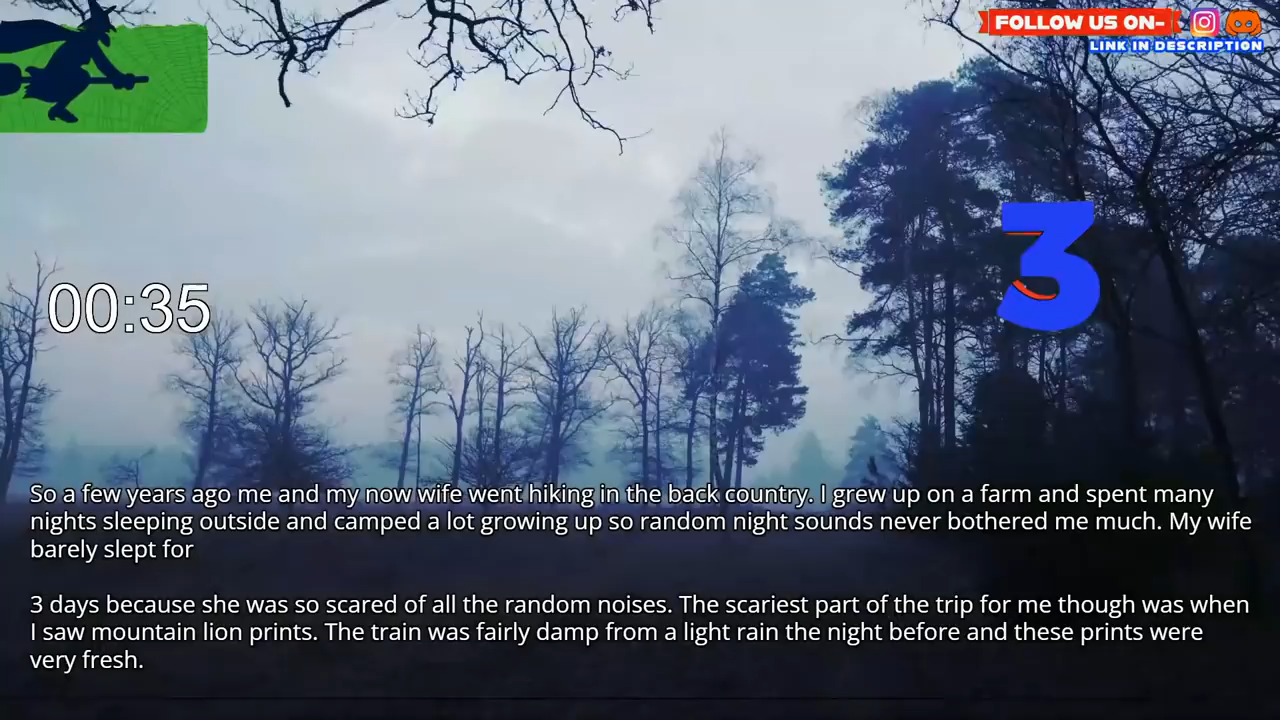 FOLLOW US ON-
LINK IN DESCRIPTION
3
00:35
So a few years ago me and my now wife went hiking in the back country. I grew up on a farm and spent many
nights sleeping outside and camped a lot growing up so random night sounds never bothered me much. My wife
barely slept for
3 days because she was so scared of all the random noises. The scariest part of the trip for me though was when
I saw mountain lion prints. The train was fairly damp from a light rain the night before and these prints were
very fresh.